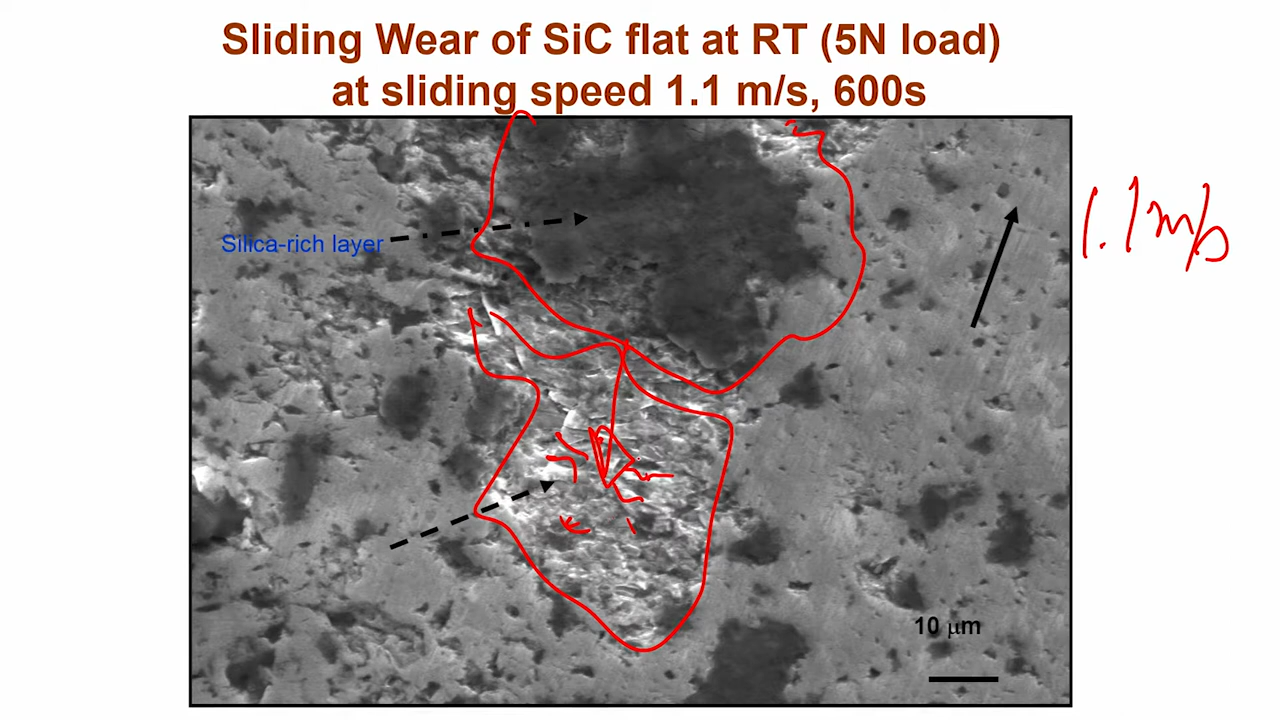 Sliding Wear of SiC flat at RT (5N load)
at sliding speed 1.1 m/s, 600s
Silica-rich layer
1.1 m/s
10 μm